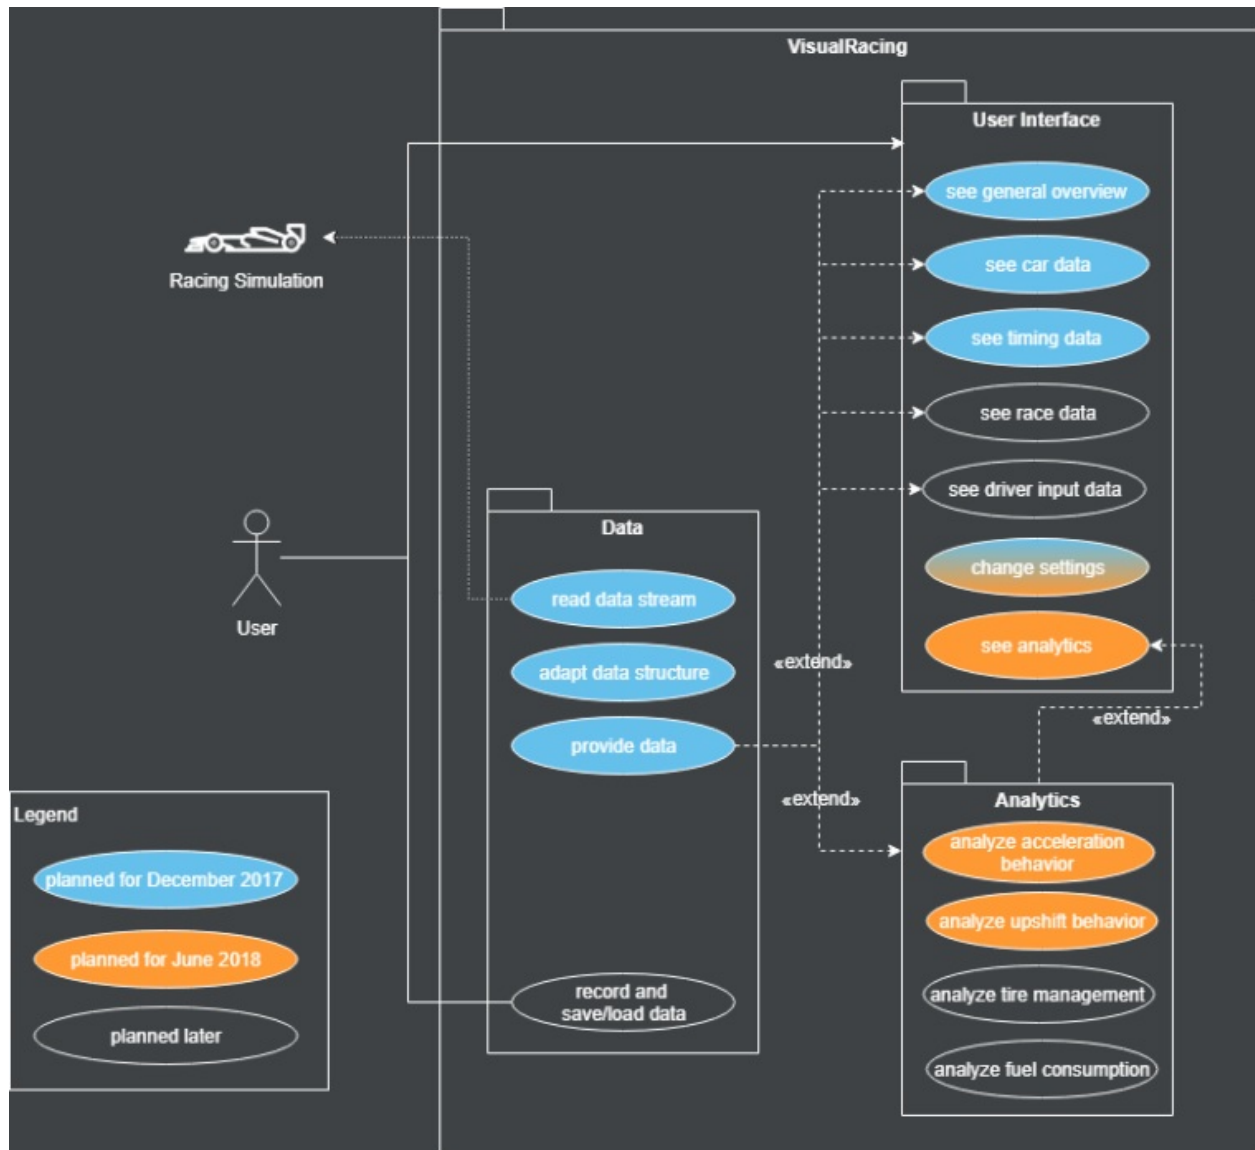 VisualRacing
User Interface
see general overview
see car data
see timing data
see race data
see driver input data
change settings
see analytics
Racing Simulation
User
Data
read data stream
adapt data structure
provide data
record and
save/load data
«extend»
«extend»
«extend»
Analytics
analyze acceleration
behavior
analyze upshift behavior
analyze tire management
analyze fuel consumption
Legend
planned for December 2017
planned for June 2018
planned later